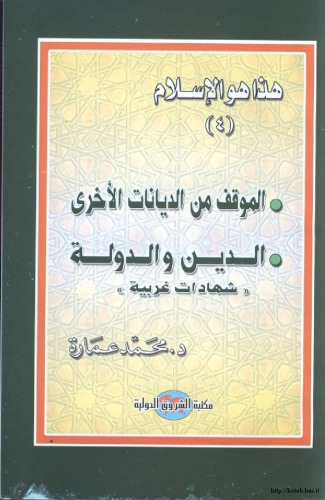 هذا هو الإسلام
(٤)
• الموقف من الديانات الأخرى
• الدين والدولة
« شهادات غربية »
د. محمد عمارة
مكتبة الشروق الدولية